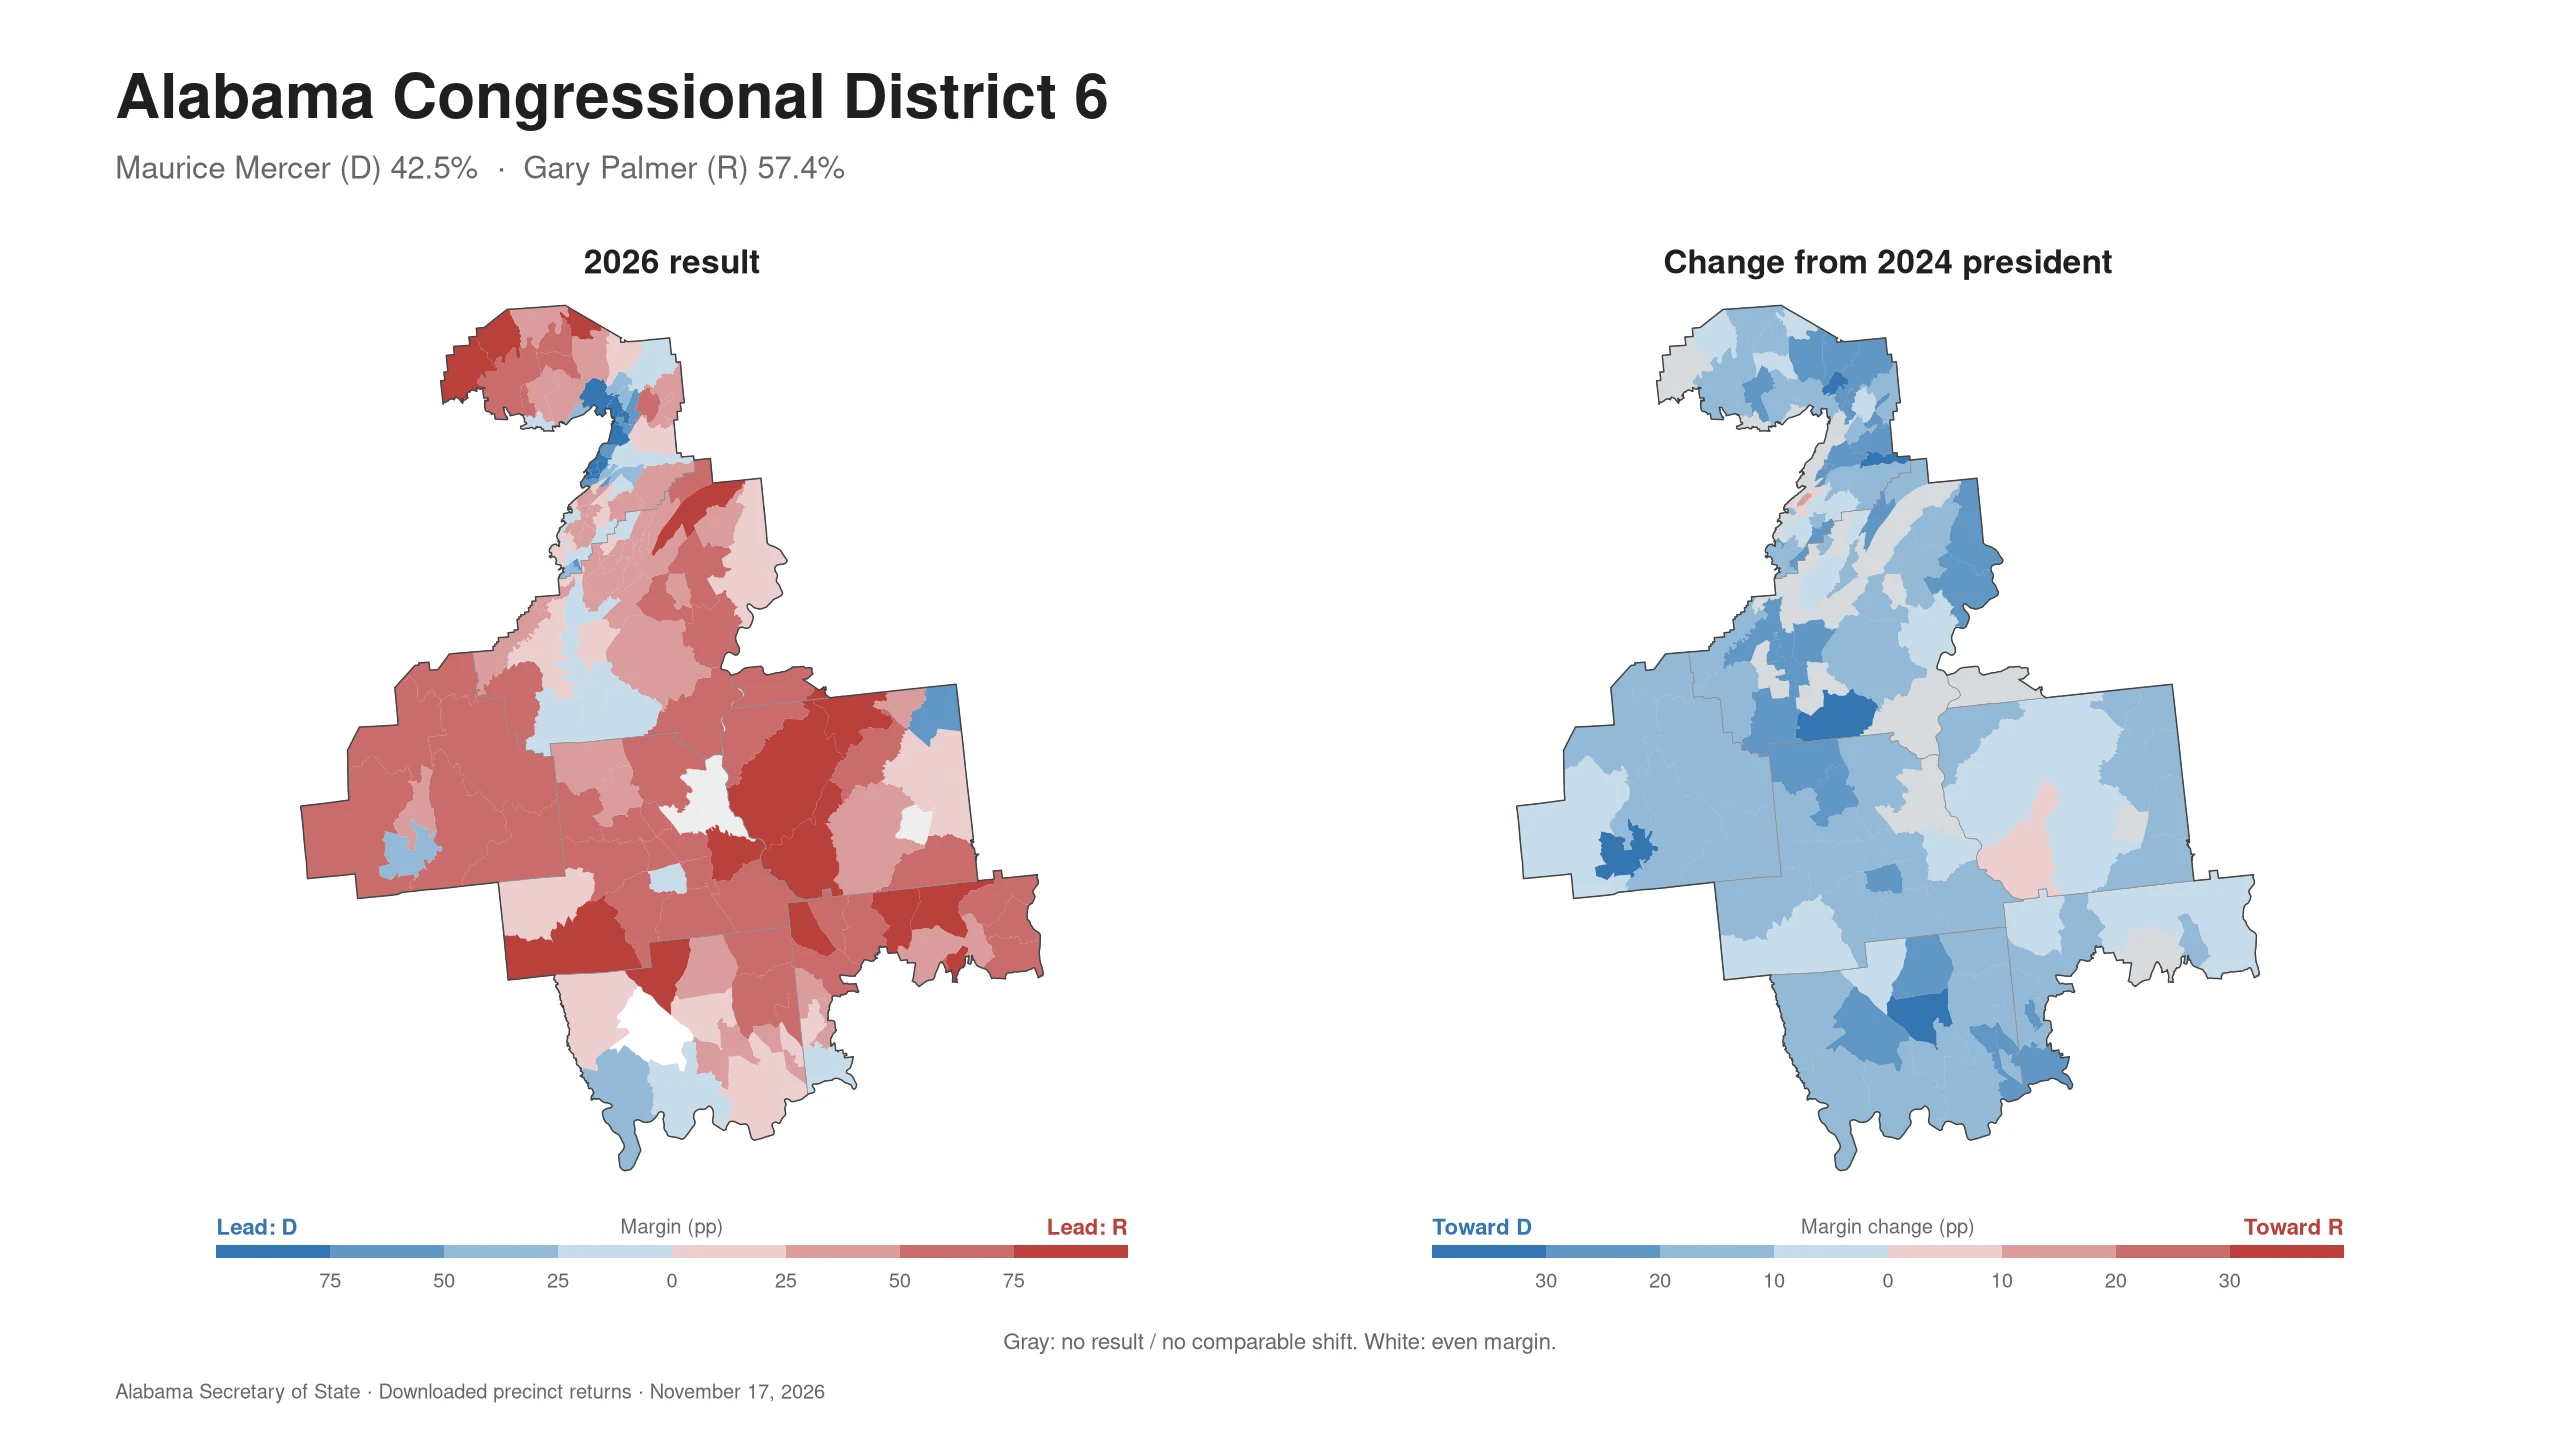 Alabama Congressional District 6
Maurice Mercer (D) 42.5% · Gary Palmer (R) 57.4%
2026 result
Change from 2024 president
Lead: D Margin (pp) Lead: R
75 50 25 0 25 50 75
Toward D Margin change (pp) Toward R
30 20 10 0 10 20 30
Gray: no result / no comparable shift. White: even margin.
Alabama Secretary of State · Downloaded precinct returns · November 17, 2026